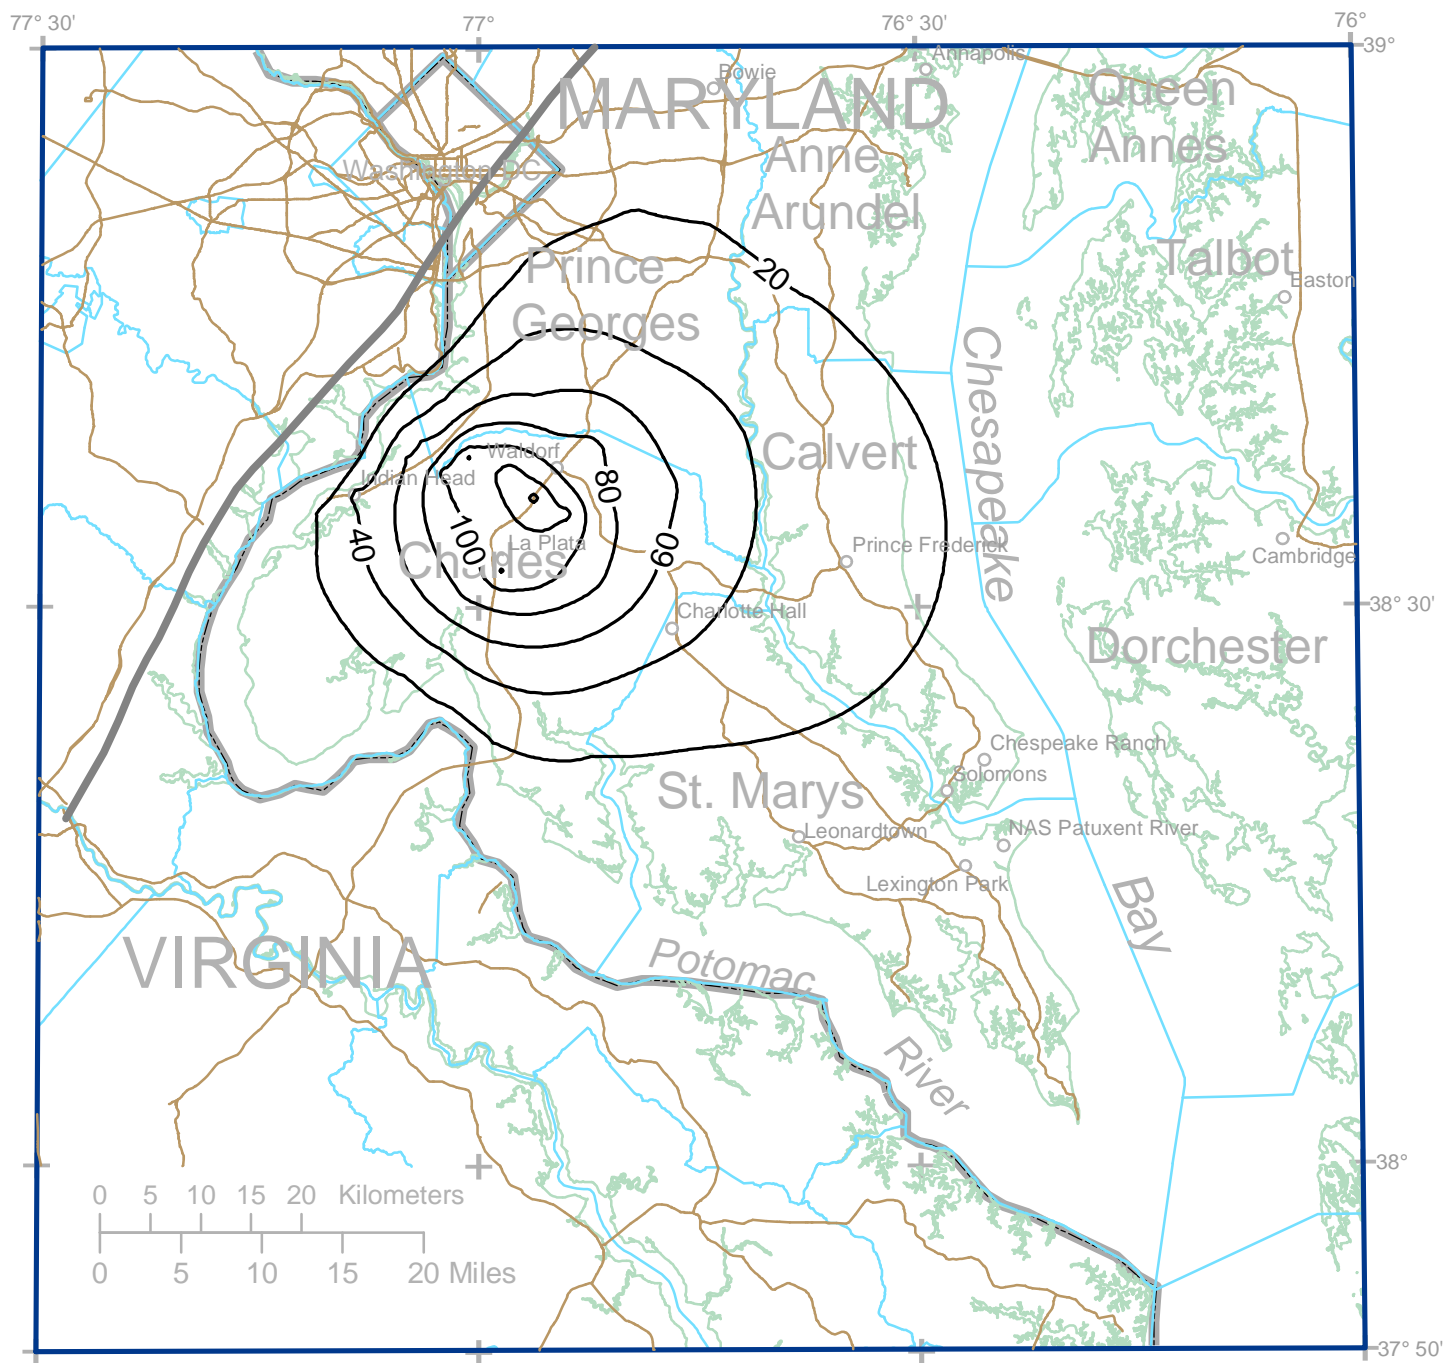 77° 30'
77°
76° 30'
76°
39°
Annapolis
Bowie
MARYLAND
Queen
Annes
Washington DC
Anne
Arundel
Prince
Georges
20
Talbot
Easton
Chesapeake
Bay
Calvert
Waldorf
Indian Head
80
100
40
60
La Plata
Charles
Prince Frederick
Cambridge
Charlotte Hall
38° 30'
Dorchester
Chespeake Ranch
Solomons
St. Marys
Leonardtown
NAS Patuxent River
Lexington Park
VIRGINIA
Potomac
River
38°
0 5 10 15 20 Kilometers
0 5 10 15 20 Miles
37° 50'